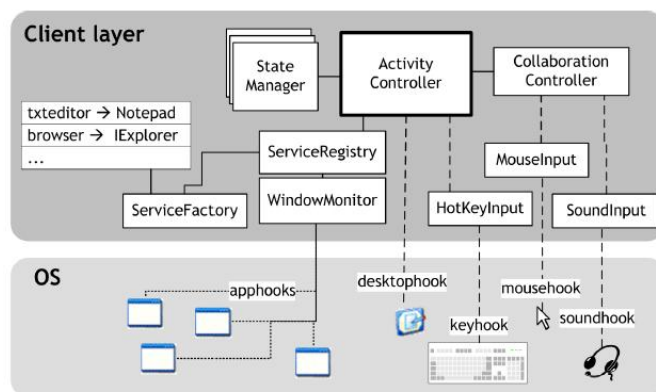 Client layer
State
Manager
Activity
Controller
Collaboration
Controller
txteditor → Notepad
browser → IExplorer
...
ServiceRegistry
MouseInput
ServiceFactory
WindowMonitor
HotKeyInput
SoundInput
OS
apphooks
desktophook
mousehook
keyhook
soundhook